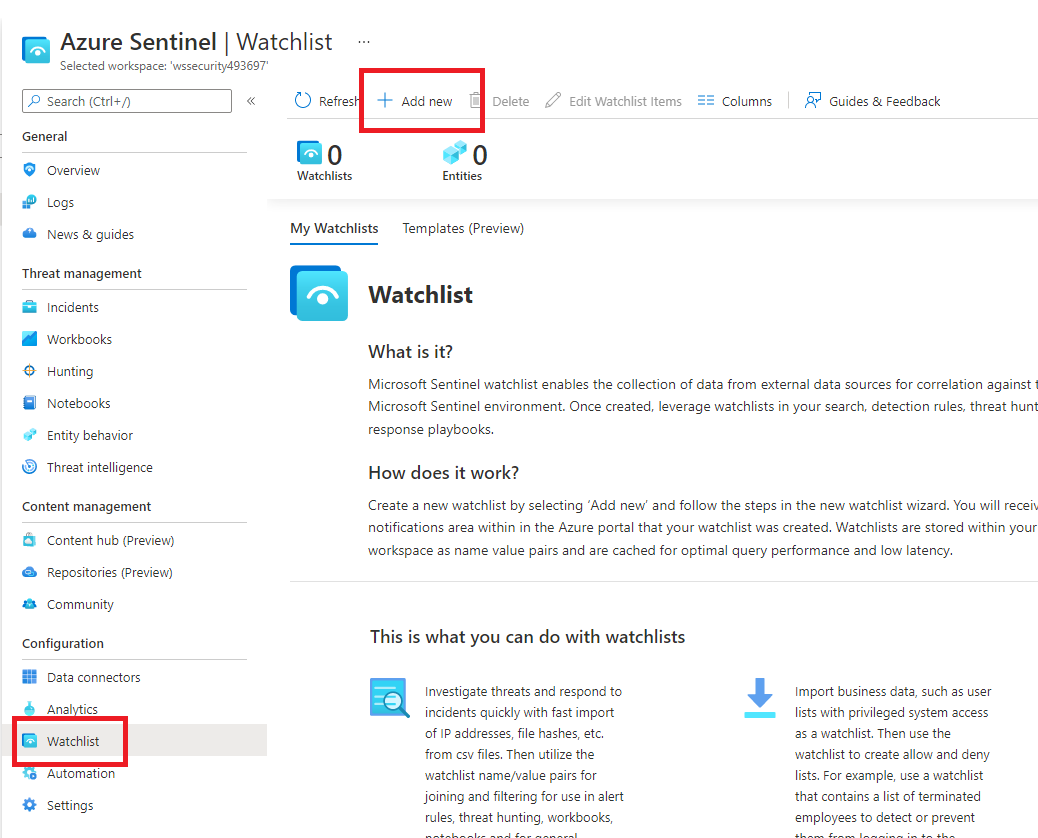 Azure Sentinel | Watchlist ...
Selected workspace: 'wssecurity493697'
Search (Ctrl+/)
«
General
Overview
Logs
News & guides
Threat management
Incidents
Workbooks
Hunting
Notebooks
Entity behavior
Threat intelligence
Content management
Content hub (Preview)
Repositories (Preview)
Community
Configuration
Data connectors
Analytics
Watchlist
Automation
Settings
Refresh + Add new Delete Edit Watchlist Items Columns Guides & Feedback
0 0
Watchlists Entities
My Watchlists Templates (Preview)
Watchlist
What is it?
Microsoft Sentinel watchlist enables the collection of data from external data sources for correlation against
Microsoft Sentinel environment. Once created, leverage watchlists in your search, detection rules, threat hunt
response playbooks.
How does it work?
Create a new watchlist by selecting ‘Add new’ and follow the steps in the new watchlist wizard. You will receiv
notifications area within in the Azure portal that your watchlist was created. Watchlists are stored within your
workspace as name value pairs and are cached for optimal query performance and low latency.
This is what you can do with watchlists
Investigate threats and respond to
incidents quickly with fast import
of IP addresses, file hashes, etc.
from csv files. Then utilize the
watchlist name/value pairs for
joining and filtering for use in alert
rules, threat hunting, workbooks,
notebooks and for general
Import business data, such as user
lists with privileged system access
as a watchlist. Then use the
watchlist to create allow and deny
lists. For example, use a watchlist
that contains a list of terminated
employees to detect or prevent
them from logging in to the